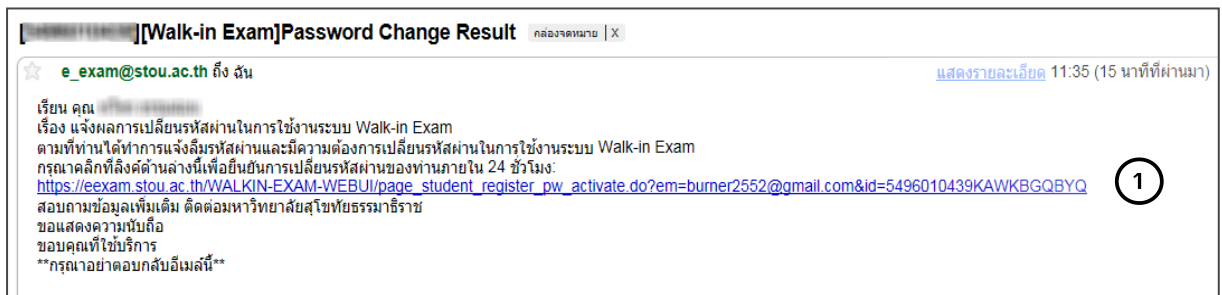 [ ][Walk-in Exam]Password Change Result กล่องจดหมาย | X
e_exam@stou.ac.th ถึง ฉัน แสดงรายละเอียด 11:35 (15 นาทีที่ผ่านมา)
เรียน คุณ
เรื่อง แจ้งผลการเปลี่ยนรหัสผ่านในการใช้งานระบบ Walk-in Exam
ตามที่ท่านได้ทำการแจ้งลืมรหัสผ่านและมีความต้องการเปลี่ยนรหัสผ่านในการใช้งานระบบ Walk-in Exam
กรุณาคลิกที่ลิงค์ด้านล่างนี้เพื่อยืนยันการเปลี่ยนรหัสผ่านของท่านภายใน 24 ชั่วโมง:
https://eexam.stou.ac.th/WALKIN-EXAM-WEBUI/page_student_register_pw_activate.do?em=burner2552@gmail.com&id=5496010439KAWKBGQBYQ 1
สอบถามข้อมูลเพิ่มเติม ติดต่อมหาวิทยาลัยสุโขทัยธรรมาธิราช
ขอแสดงความนับถือ
ขอบคุณที่ใช้บริการ
**กรุณาอย่าตอบกลับอีเมล์นี้**